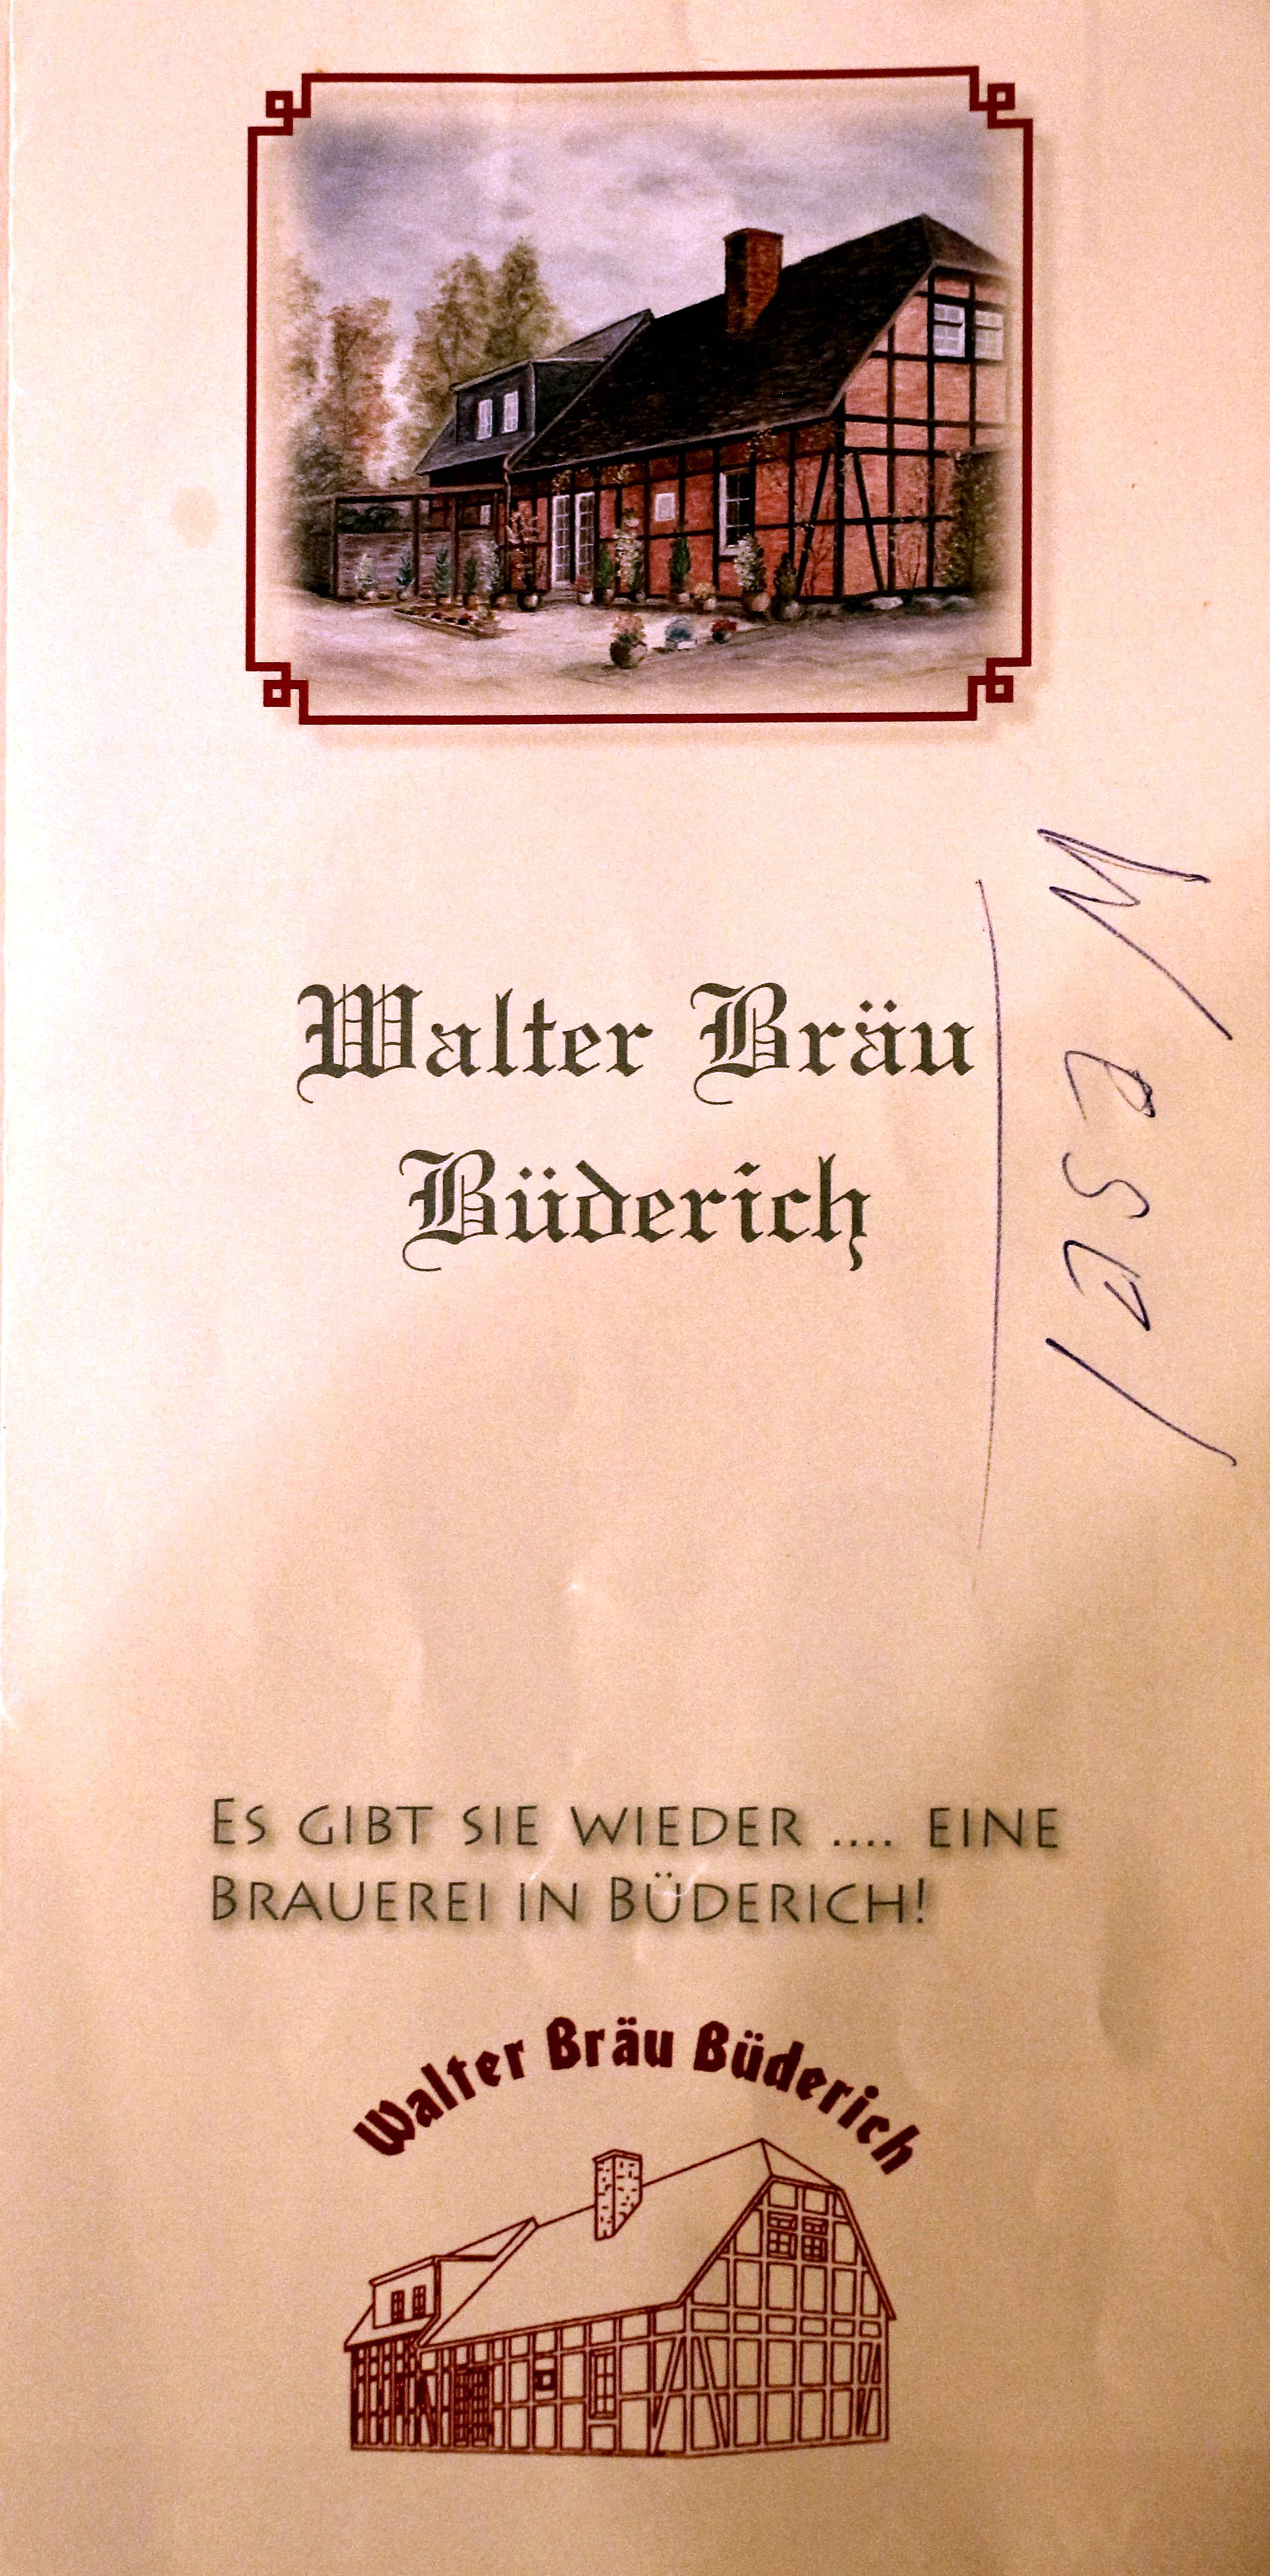 Walter Bräu
Büderich
Wesel
Es gibt sie wieder .... eine
Brauerei in Büderich!
Walter Bräu Büderich